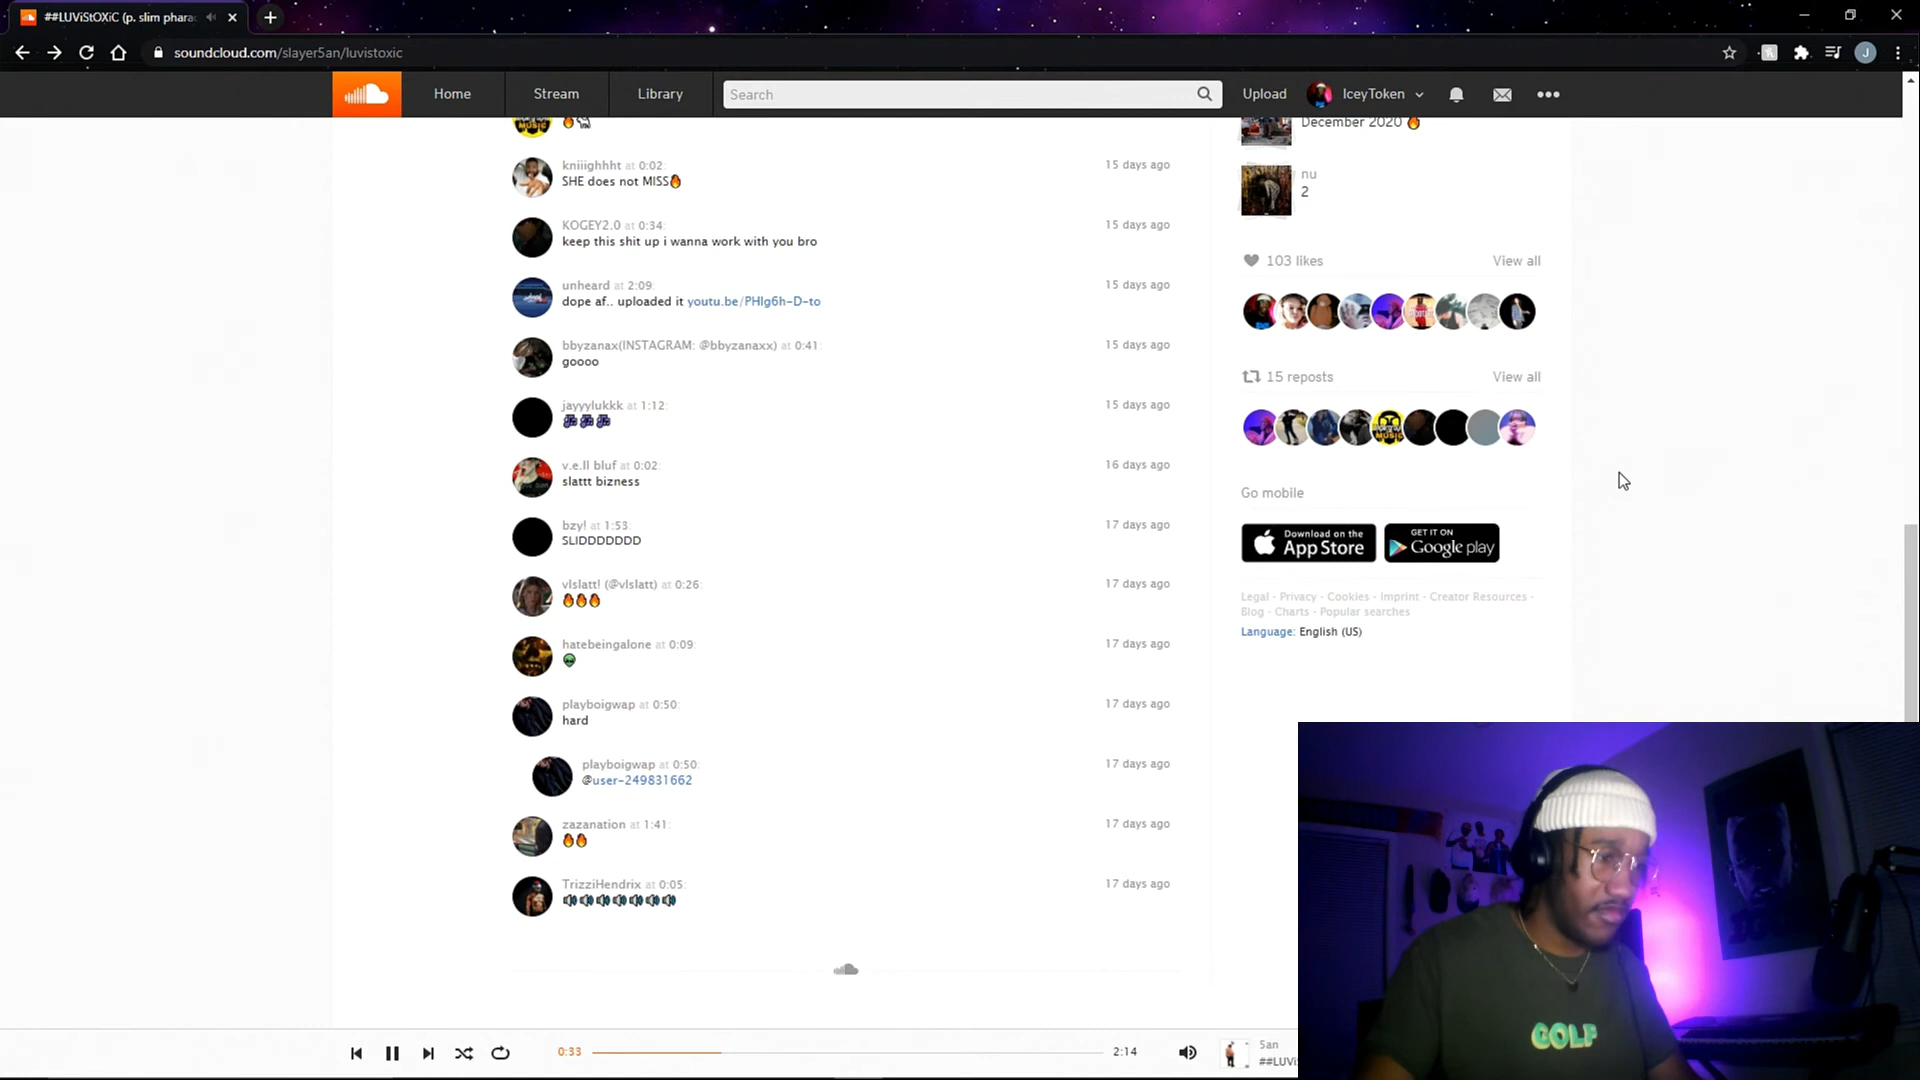 ##LUViStOXiC (p. slim phara
soundcloud.com/slayer5an/luvistoxic
J
Home
Stream
Library
Search
Upload
IceyToken
MUSIC
🔥
kniiighhht at 0:02:
15 days ago
SHE does not MISS🔥
KOGEY2.0 at 0:34:
15 days ago
keep this shit up i wanna work with you bro
unheard at 2:09:
15 days ago
dope af.. uploaded it youtu.be/PHIg6h-D-to
bbyzanax(INSTAGRAM: @bbyzanaxx) at 0:41:
15 days ago
goooo
jayyylukkk at 1:12:
15 days ago
v.e.ll bluf at 0:02:
16 days ago
slattt bizness
bzy! at 1:53:
17 days ago
SLIDDDDDDD
vlslatt! (@vlslatt) at 0:26:
17 days ago
🔥🔥🔥
hatebeingalone at 0:09:
17 days ago
👽
playboigwap at 0:50:
17 days ago
hard
playboigwap at 0:50:
17 days ago
@user-249831662
zazanation at 1:41:
17 days ago
🔥🔥
TrizziHendrix at 0:05:
17 days ago
🔊🔊🔊🔊🔊🔊🔊
December 2020 🔥
nu
2
103 likes
View all
15 reposts
View all
MUSIC
Go mobile
Download on the
App Store
GET IT ON
Google play
Legal - Privacy - Cookies - Imprint - Creator Resources -
Blog - Charts - Popular searches
Language: English (US)
GOLF
0:33
2:14
5an
##LUVi